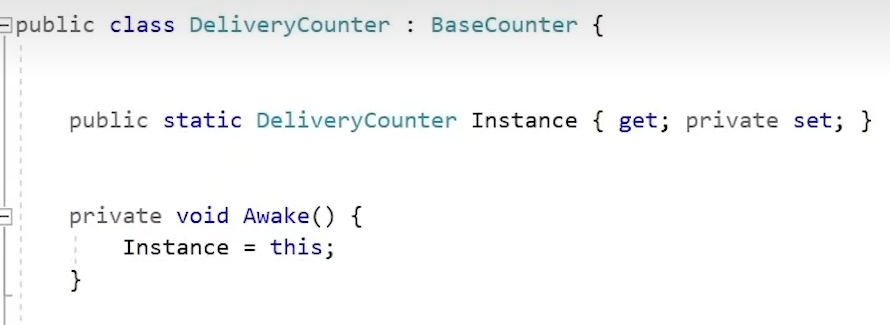 public class DeliveryCounter : BaseCounter {
public static DeliveryCounter Instance { get; private set; }
private void Awake() {
Instance = this;
}